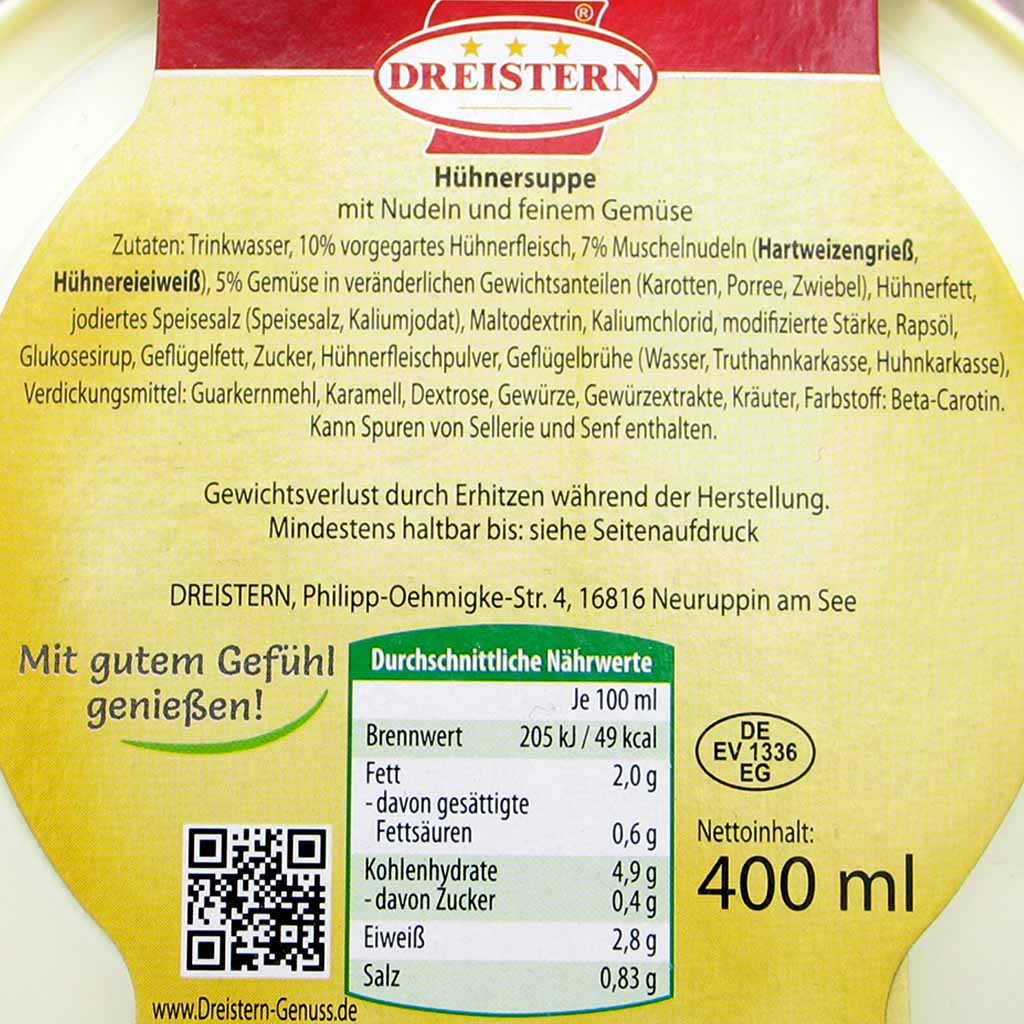 ®
DREISTERN
Hühnersuppe
mit Nudeln und feinem Gemüse
Zutaten: Trinkwasser, 10% vorgegartes Hühnerfleisch, 7% Muschelnudeln (Hartweizengrieß,
Hühnereieiweiß), 5% Gemüse in veränderlichen Gewichtsanteilen (Karotten, Porree, Zwiebel), Hühnerfett,
jodiertes Speisesalz (Speisesalz, Kaliumjodat), Maltodextrin, Kaliumchlorid, modifizierte Stärke, Rapsöl,
Glukosesirup, Geflügelfett, Zucker, Hühnerfleischpulver, Geflügelbrühe (Wasser, Truthahnkarkasse, Huhnkarkasse),
Verdickungsmittel: Guarkernmehl, Karamell, Dextrose, Gewürze, Gewürzextrakte, Kräuter, Farbstoff: Beta-Carotin.
Kann Spuren von Sellerie und Senf enthalten.
Gewichtsverlust durch Erhitzen während der Herstellung.
Mindestens haltbar bis: siehe Seitenaufdruck
DREISTERN, Philipp-Oehmigke-Str. 4, 16816 Neuruppin am See
Mit gutem Gefühl
genießen!
Durchschnittliche Nährwerte
Je 100 ml
Brennwert 205 kJ / 49 kcal
Fett 2,0 g
- davon gesättigte
Fettsäuren 0,6 g
Kohlenhydrate 4,9 g
- davon Zucker 0,4 g
Eiweiß 2,8 g
Salz 0,83 g
DE
EV 1336
EG
Nettoinhalt:
400 ml
www.Dreistern-Genuss.de